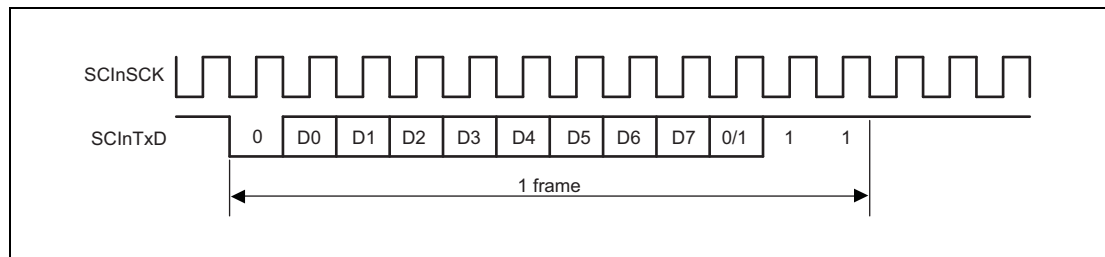 SCInSCK
SCInTxD 0 D0 D1 D2 D3 D4 D5 D6 D7 0/1 1 1
1 frame